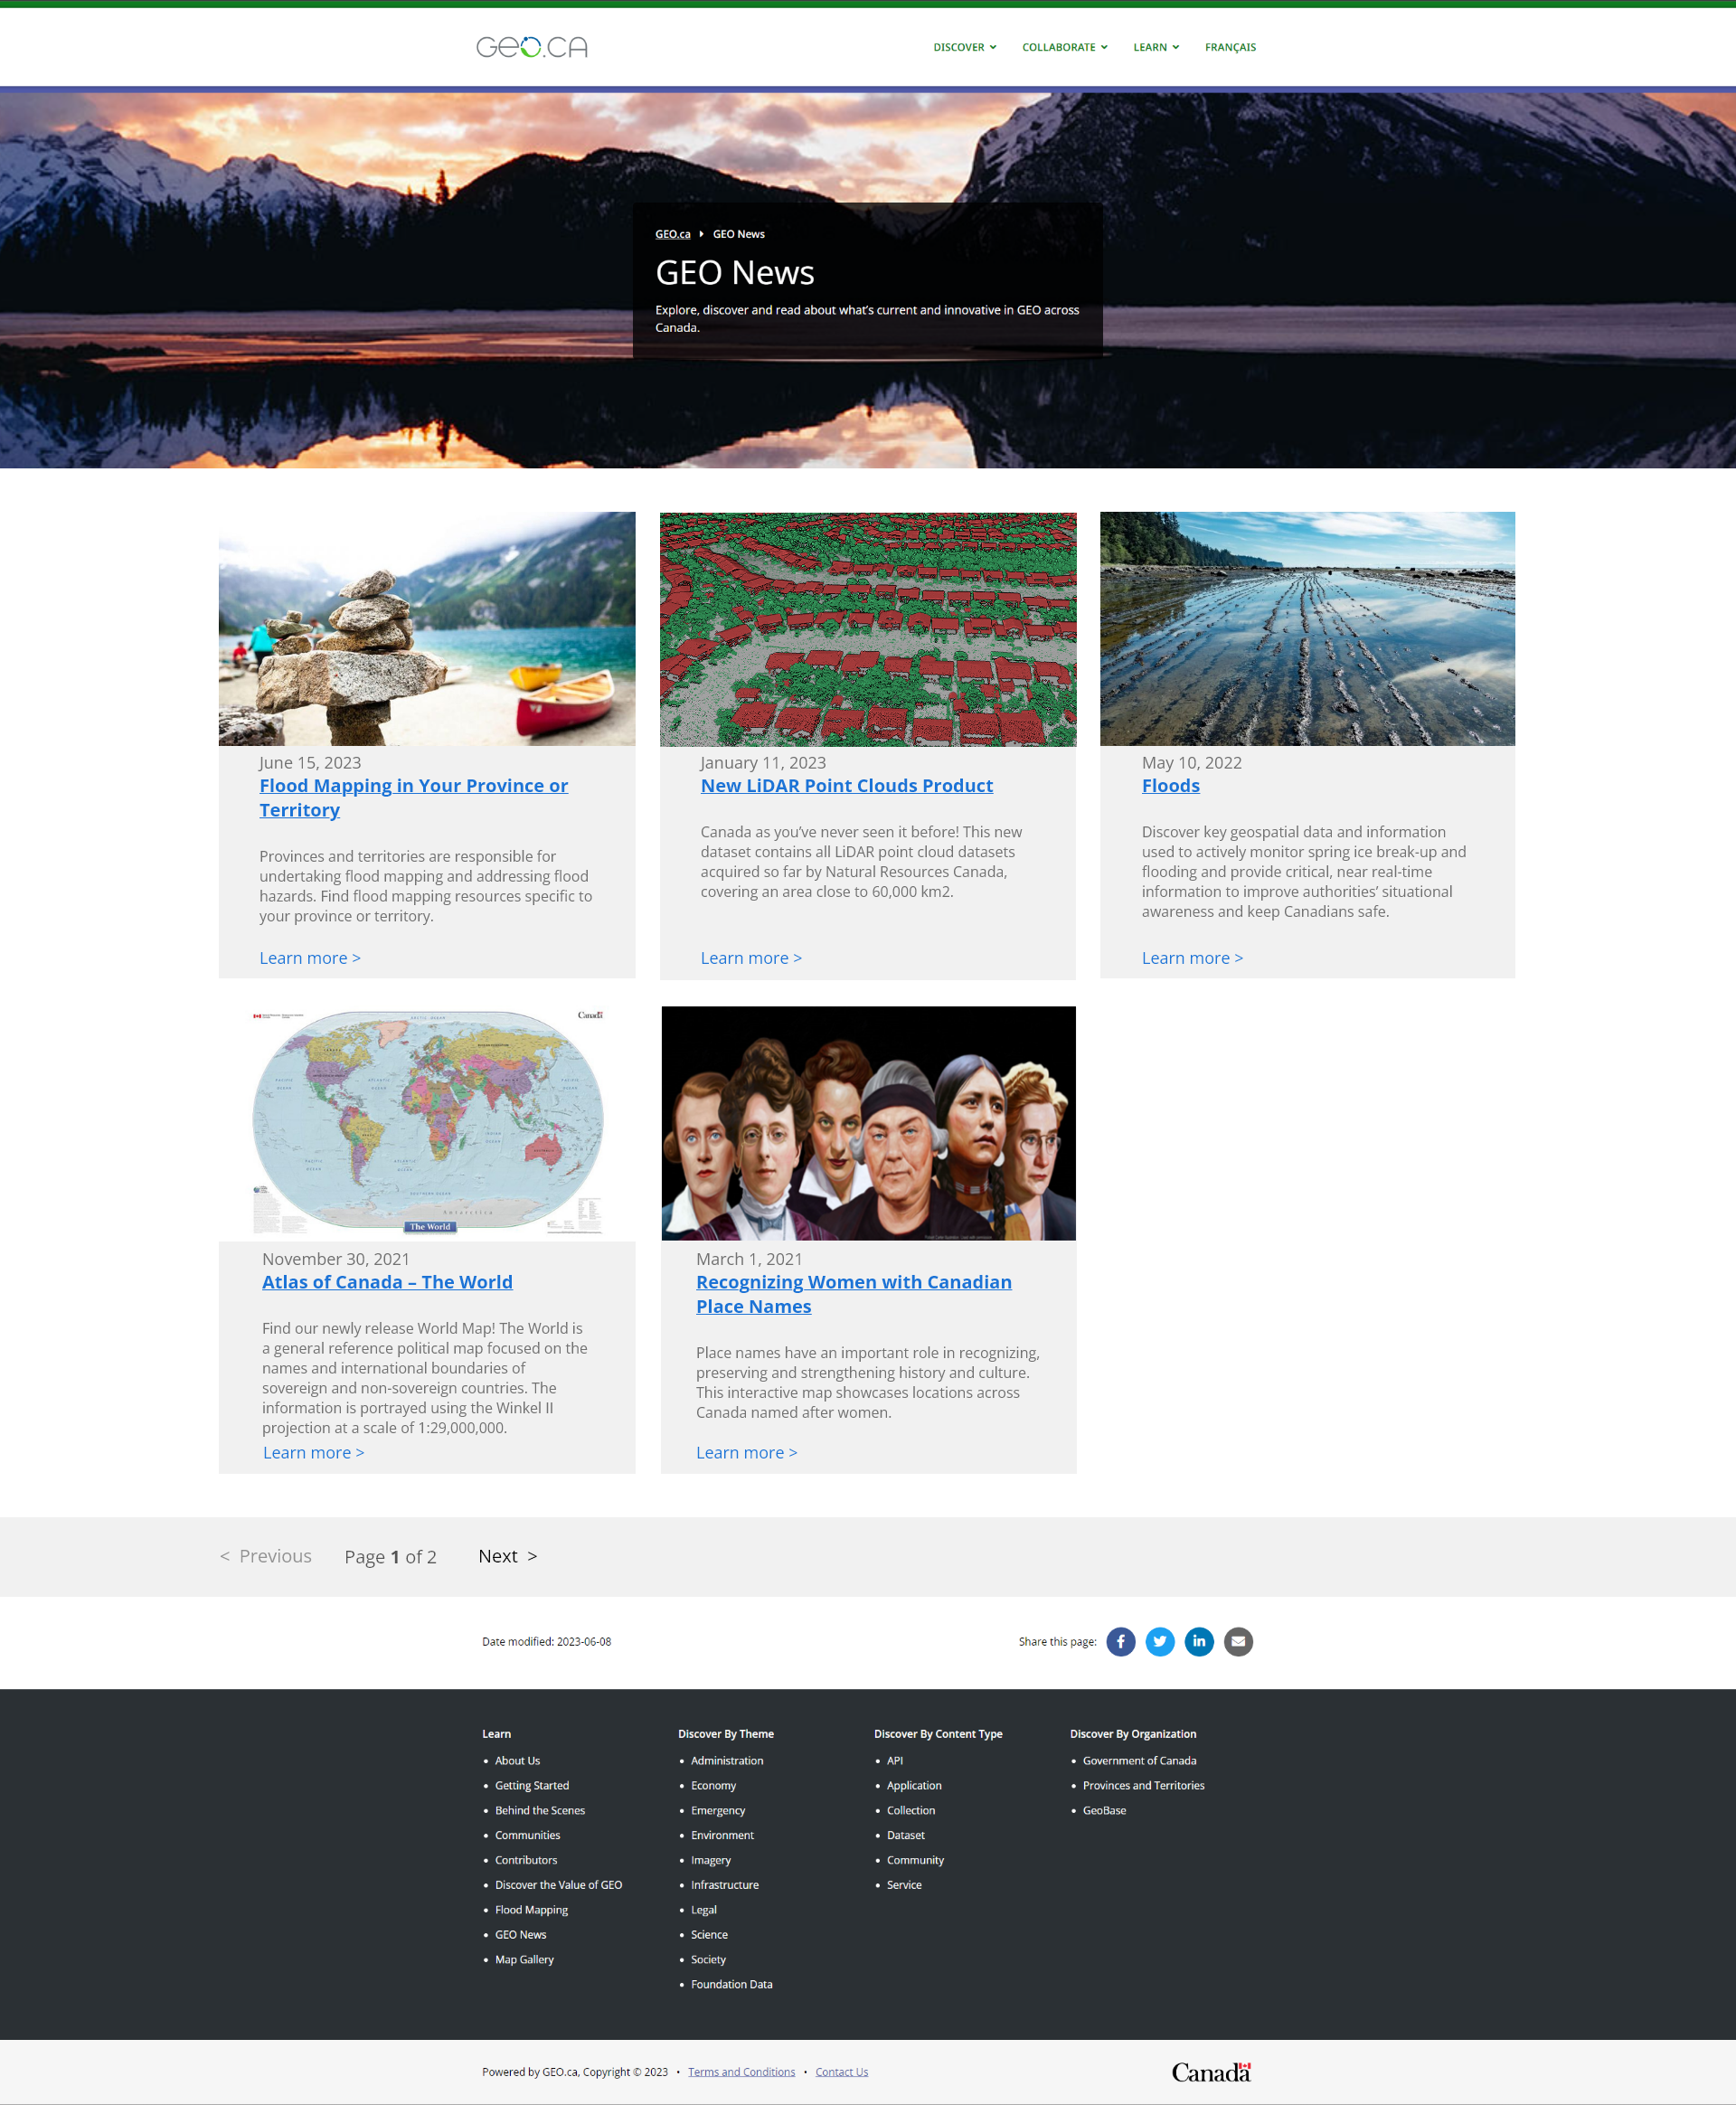 GEO.CA
DISCOVER
COLLABORATE
LEARN
FRANÇAIS
GEO.ca
GEO News
GEO News
Explore, discover and read about what's current and innovative in GEO across
Canada.
June 15, 2023
Flood Mapping in Your Province or
Territory
Provinces and territories are responsible for
undertaking flood mapping and addressing flood
hazards. Find flood mapping resources specific to
your province or territory.
Learn more >
January 11, 2023
New LiDAR Point Clouds Product
Canada as you've never seen it before! This new
dataset contains all LiDAR point cloud datasets
acquired so far by Natural Resources Canada,
covering an area close to 60,000 km2.
Learn more >
May 10, 2022
Floods
Discover key geospatial data and information
used to actively monitor spring ice break-up and
flooding and provide critical, near real-time
information to improve authorities' situational
awareness and keep Canadians safe.
Learn more >
Canada
The World
November 30, 2021
Atlas of Canada – The World
Find our newly release World Map! The World is
a general reference political map focused on the
names and international boundaries of
sovereign and non-sovereign countries. The
information is portrayed using the Winkel II
projection at a scale of 1:29,000,000.
Learn more >
March 1, 2021
Recognizing Women with Canadian
Place Names
Place names have an important role in recognizing,
preserving and strengthening history and culture.
This interactive map showcases locations across
Canada named after women.
Learn more >
< Previous
Page 1 of 2
Next >
Date modified: 2023-06-08
Share this page:
Learn
About Us
Getting Started
Behind the Scenes
Communities
Contributors
Discover the Value of GEO
Flood Mapping
GEO News
Map Gallery
Discover By Theme
Administration
Economy
Emergency
Environment
Imagery
Infrastructure
Legal
Science
Society
Foundation Data
Discover By Content Type
API
Application
Collection
Dataset
Community
Service
Discover By Organization
Government of Canada
Provinces and Territories
GeoBase
Powered by GEO.ca, Copyright © 2023 • Terms and Conditions • Contact Us
Canada